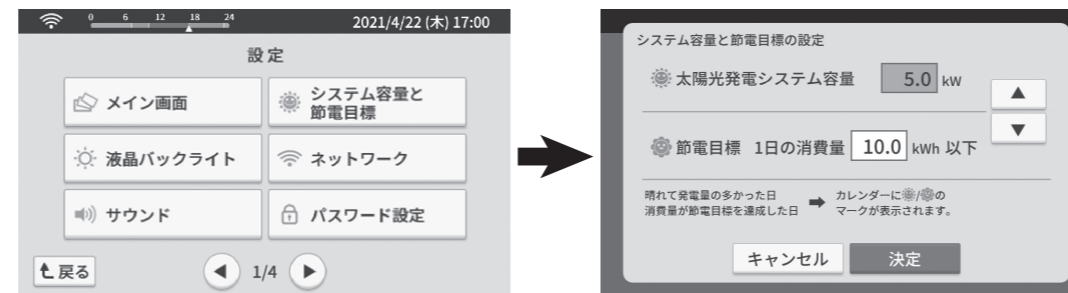 0 6 12 18 24
2021/4/22 (木) 17:00
設定
メイン画面
システム容量と
節電目標
液晶バックライト
ネットワーク
サウンド
パスワード設定
戻る
1/4
システム容量と節電目標の設定
太陽光発電システム容量 5.0 kW
節電目標 1日の消費量 10.0 kWh 以下
晴れて発電量の多かった日
消費量が節電目標を達成した日
カレンダーに/の
マークが表示されます。
キャンセル
決定